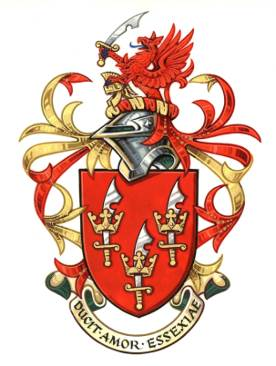 DUCIT · AMOR · ESSEXIAE